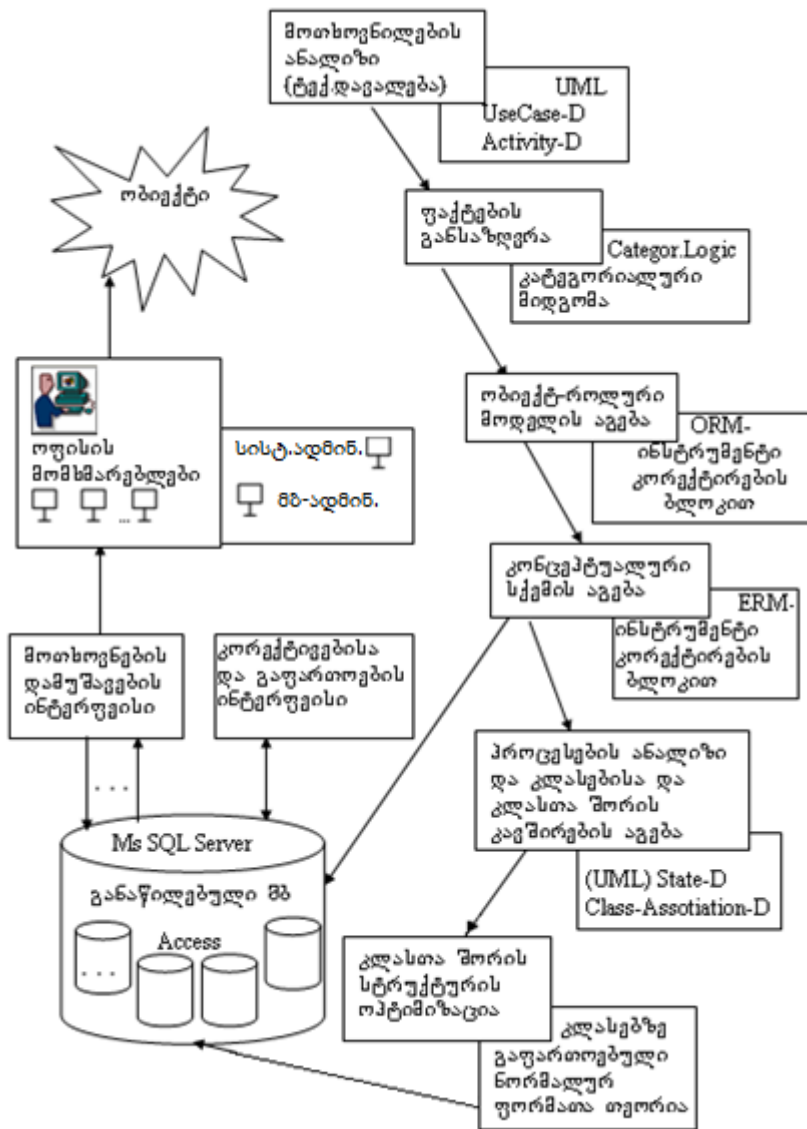 მოთხოვნილების
ანალიზი
(ტექ.დავალება)
UML
UseCase-D
Activity-D
ობიექტი
ფაქტების
განსაზღვრა
Categor.Logic
კატეგორიალური
მიდგომა
ობიექტ-როლური
მოდელის აგება
ORM-
ინსტრუმენტი
კორექტირების
ბლოკით
ოფისის
მომხმარებლები
...
სისტ.ადმინ.
მბ-ადმინ.
კონცეპტუალური
სქემის აგება
ERM-
ინსტრუმენტი
კორექტირების
ბლოკით
მოთხოვნების
დამუშავების
ინტერფეისი
კორექტივებისა
და გაფართოების
ინტერფეისი
პროცესების ანალიზი
და კლასებისა და
კლასთა შორის
კავშირების აგება
(UML) State-D
Class-Assotiation-D
...
Ms SQL Server
განაწილებული მბ
Access
...
კლასთა შორის
სტრუქტურის
ოპტიმიზაცია
კლასებზე
გაფართოებული
ნორმალურ
ფორმათა თეორია